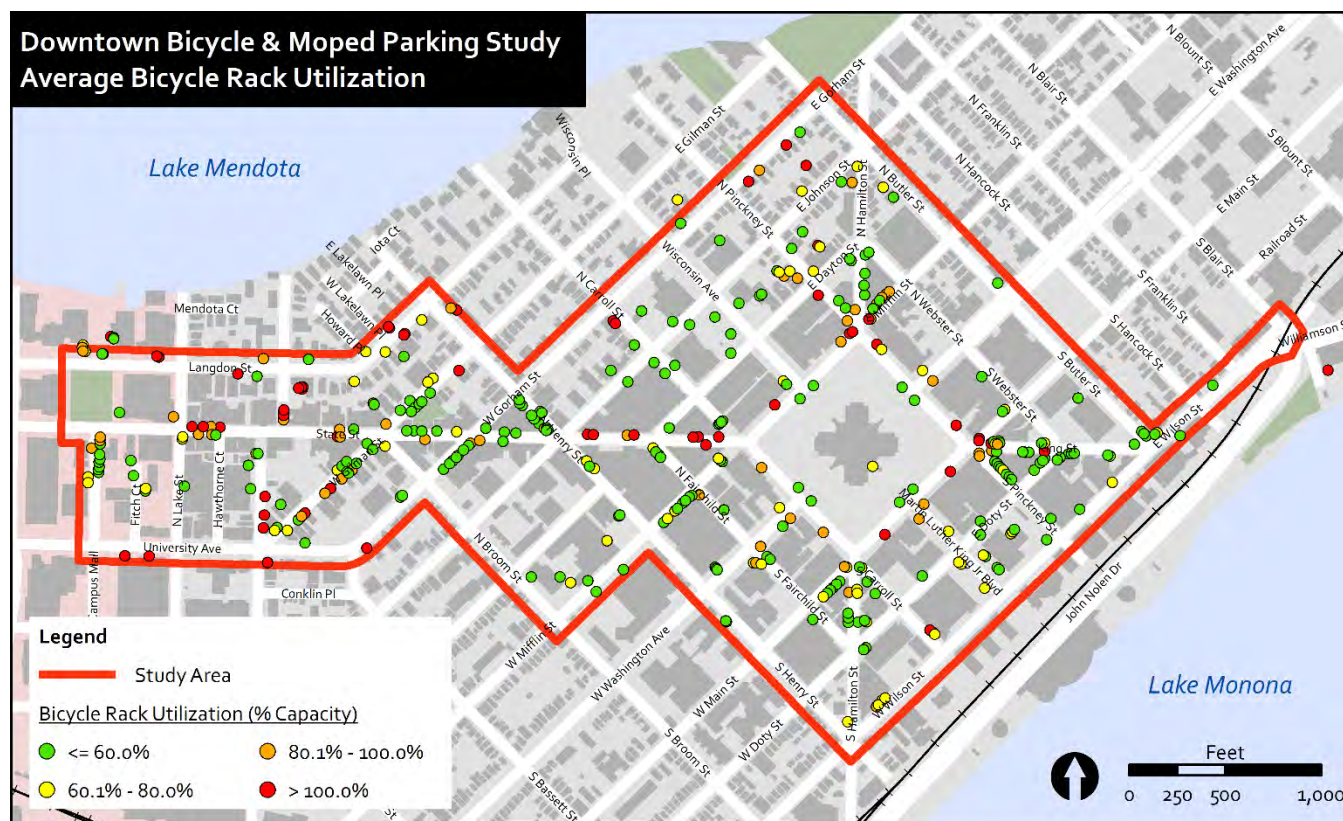 Downtown Bicycle & Moped Parking Study
Average Bicycle Rack Utilization
Lake Mendota
Lake Monona
N Blount St
E Washington Ave
N Blair St
N Franklin St
S Blount St
N Hancock St
E Main St
Railroad St
S Blair St
S Franklin St
S Hancock St
Williamson S
E Gorham St
E Gilman St
Wisconsin Pl
N Butler St
N Hamilton St
E Johnson St
N Pinckney St
Wisconsin Ave
E Dayton St
Mifflin St
N Webster St
N Carroll St
Iota Ct
E Lakelawn Pl
W Lakelawn Pl
Howard Pl
Mendota Ct
Langdon St
S Webster St
S Butler St
E Wilson St
W Gorham St
State St
N Henry St
N Fairchild St
King St
S Pinckney St
E Doty St
Martin Luther King Jr Blvd
S Carroll St
S Fairchild St
Fitch Ct
N Lake St
Hawthorne Ct
University Ave
Campus Mall
Conklin Pl
N Broom St
W Mifflin St
W Washington Ave
W Main St
S Henry St
W Doty St
S Hamilton St
W Wilson St
S Broom St
S Bassett St
John Nolen Dr
Legend
Study Area
Bicycle Rack Utilization (% Capacity)
<= 60.0%
80.1% - 100.0%
60.1% - 80.0%
> 100.0%
Feet
0 250 500 1,000